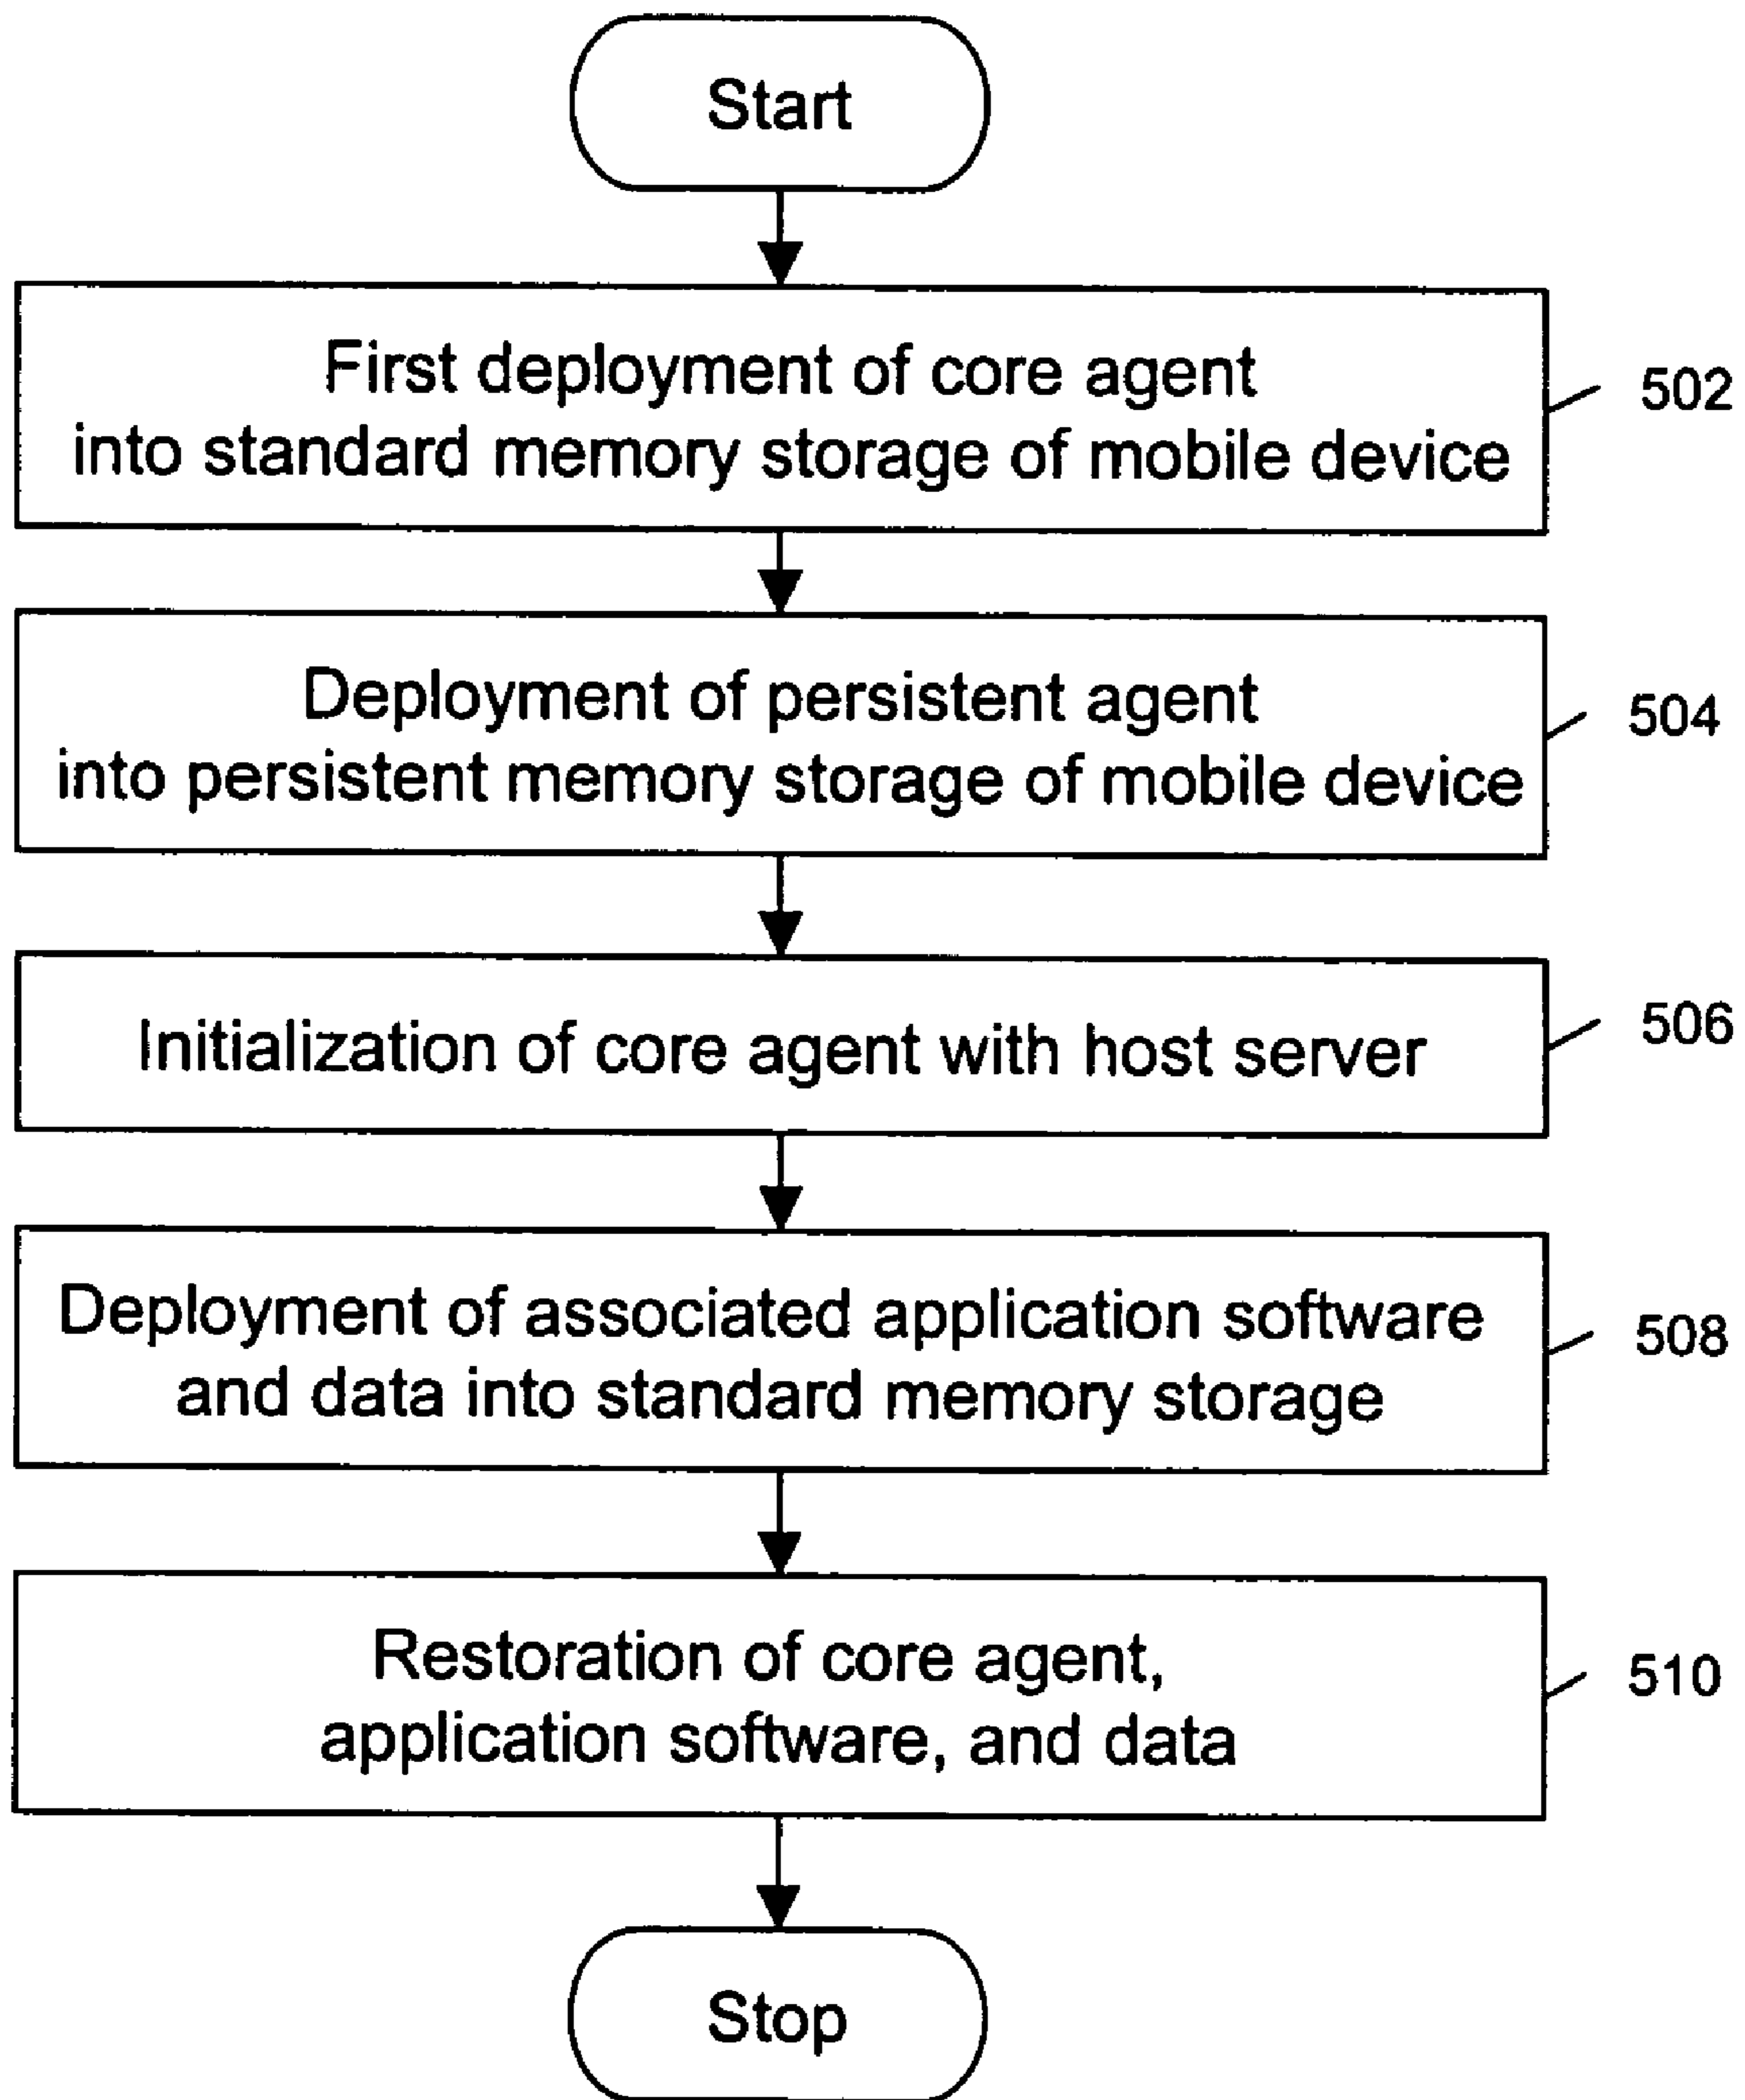 Start
First deployment of core agent
into standard memory storage of mobile device
502
Deployment of persistent agent
into persistent memory storage of mobile device
504
Initialization of core agent with host server
506
Deployment of associated application software
and data into standard memory storage
508
Restoration of core agent,
application software, and data
510
Stop